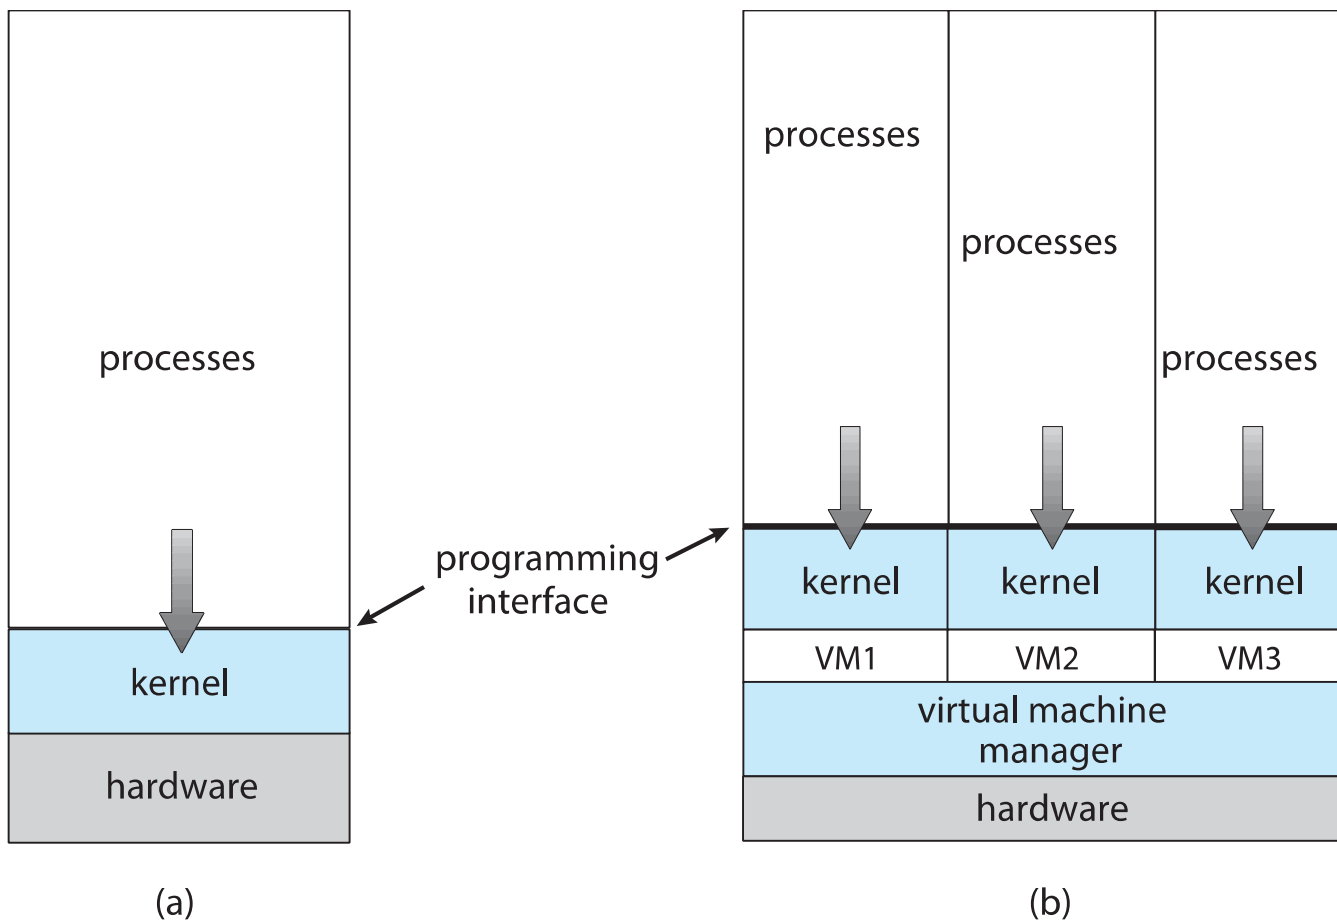 processes
kernel
hardware
(a)
programming
interface
processes
processes
processes
kernel
kernel
kernel
VM1
VM2
VM3
virtual machine
manager
hardware
(b)